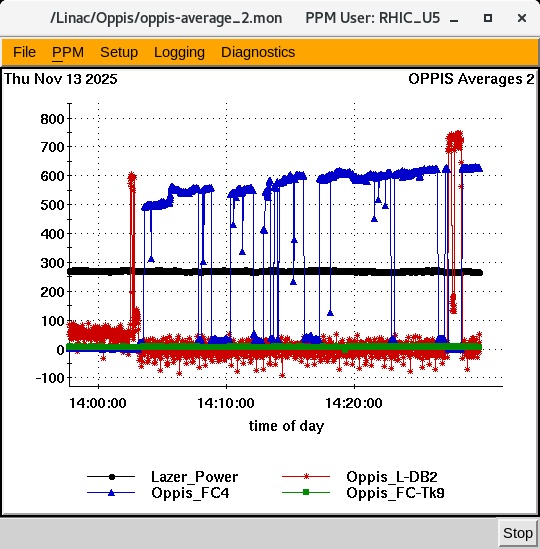 /Linac/Oppis/oppis-average_2.mon PPM User: RHIC_U5
File PPM Setup Logging Diagnostics
Thu Nov 13 2025 OPPIS Averages 2
800
700
600
500
400
300
200
100
0
-100
14:00:00 14:10:00 14:20:00
time of day
Lazer_Power Oppis_L-DB2
Oppis_FC4 Oppis_FC-Tk9
Stop